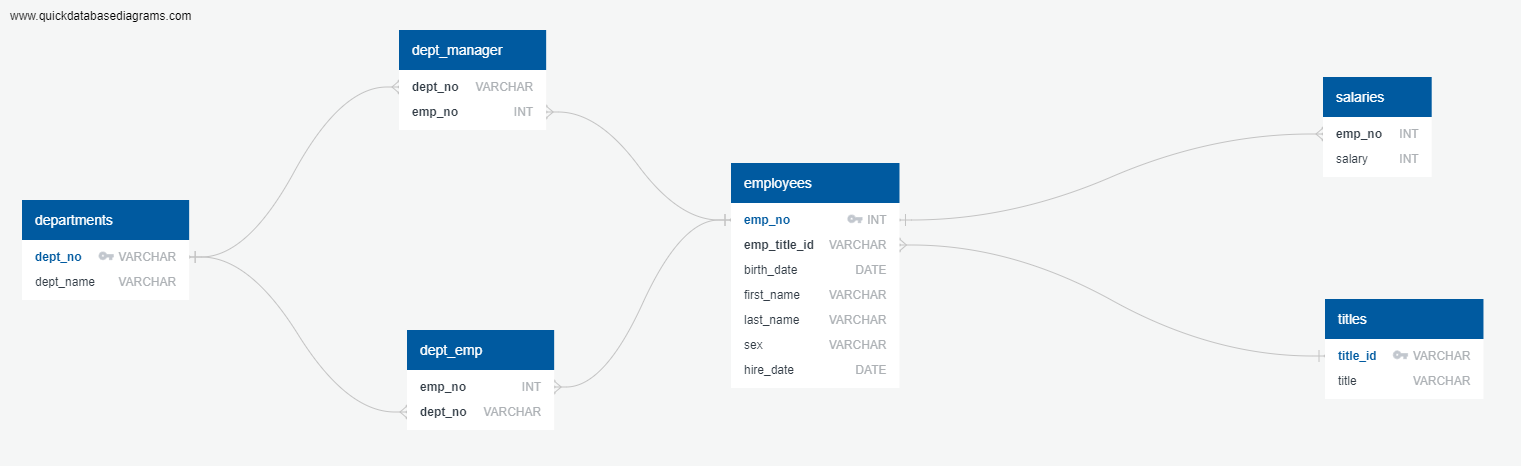 www.quickdatabasediagrams.com
dept_manager
dept_no VARCHAR
emp_no INT
departments
dept_no VARCHAR
dept_name VARCHAR
dept_emp
emp_no INT
dept_no VARCHAR
employees
emp_no INT
emp_title_id VARCHAR
birth_date DATE
first_name VARCHAR
last_name VARCHAR
sex VARCHAR
hire_date DATE
salaries
emp_no INT
salary INT
titles
title_id VARCHAR
title VARCHAR